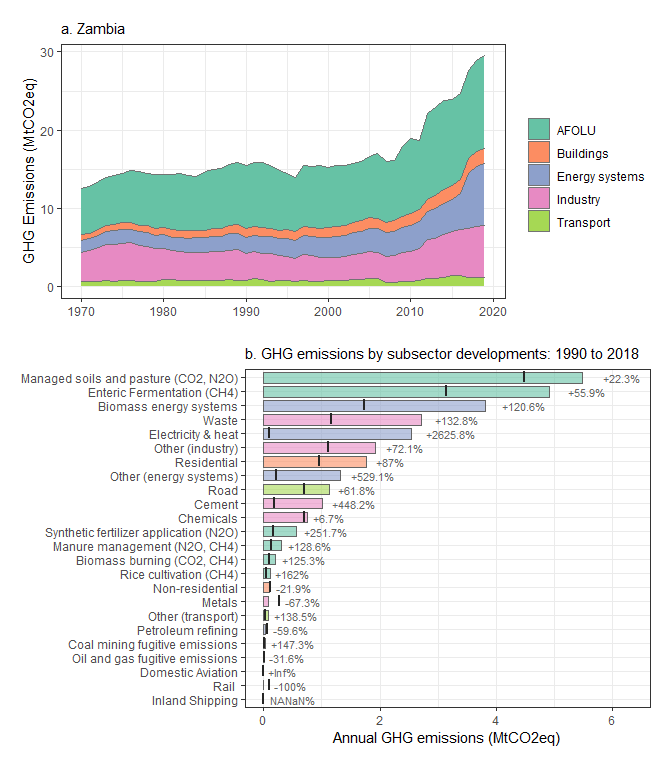 a. Zambia
GHG Emissions (MtCO2eq)
30
20
10
0
1970
1980
1990
2000
2010
2020
AFOLU
Buildings
Energy systems
Industry
Transport
b. GHG emissions by subsector developments: 1990 to 2018
Managed soils and pasture (CO2, N2O) +22.3%
Enteric Fermentation (CH4) +55.9%
Biomass energy systems +120.6%
Waste +132.8%
Electricity & heat +2625.8%
Other (industry) +72.1%
Residential +87%
Other (energy systems) +529.1%
Road +61.8%
Cement +448.2%
Chemicals +6.7%
Synthetic fertilizer application (N2O) +251.7%
Manure management (N2O, CH4) +128.6%
Biomass burning (CO2, CH4) +125.3%
Rice cultivation (CH4) +162%
Non-residential -21.9%
Metals -67.3%
Other (transport) +138.5%
Petroleum refining -59.6%
Coal mining fugitive emissions +147.3%
Oil and gas fugitive emissions -31.6%
Domestic Aviation +Inf%
Rail -100%
Inland Shipping NANaN%
0
2
4
6
Annual GHG emissions (MtCO2eq)